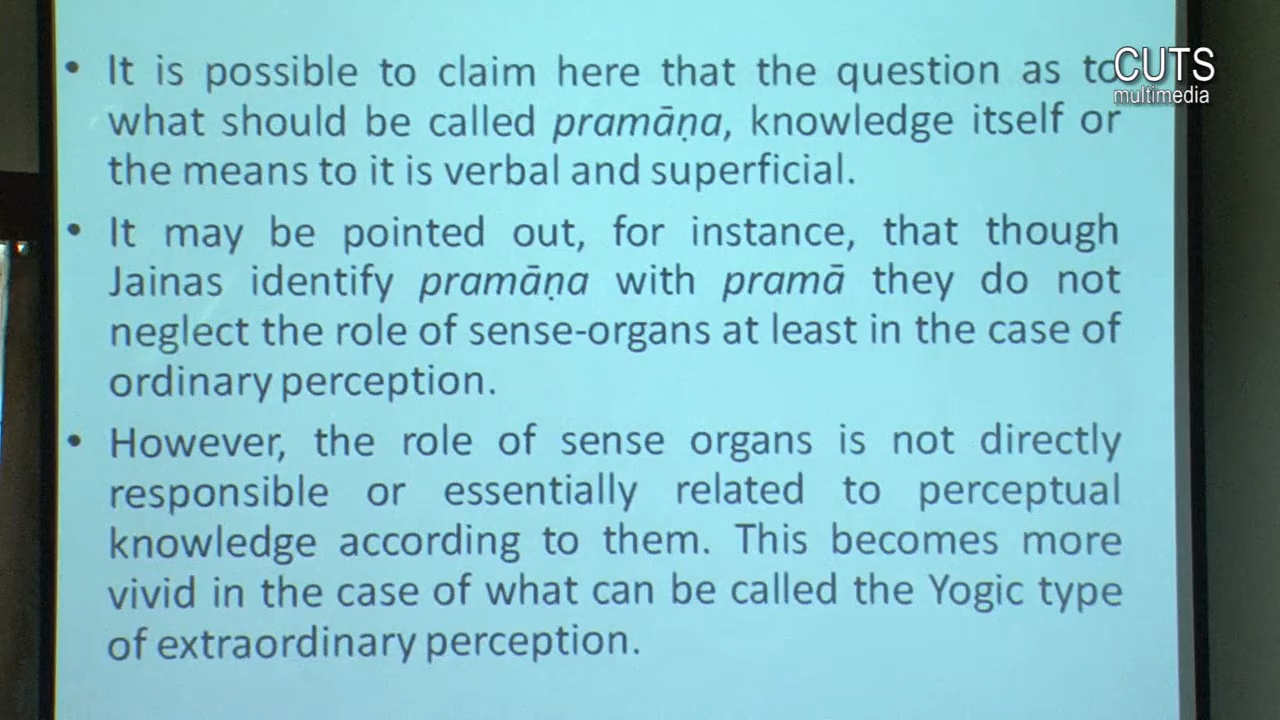 • It is possible to claim here that the question as to
what should be called pramāṇa, knowledge itself or
the means to it is verbal and superficial.
• It may be pointed out, for instance, that though
Jainas identify pramāṇa with pramā they do not
neglect the role of sense-organs at least in the case of
ordinary perception.
• However, the role of sense organs is not directly
responsible or essentially related to perceptual
knowledge according to them. This becomes more
vivid in the case of what can be called the Yogic type
of extraordinary perception.
CUTS
multimedia